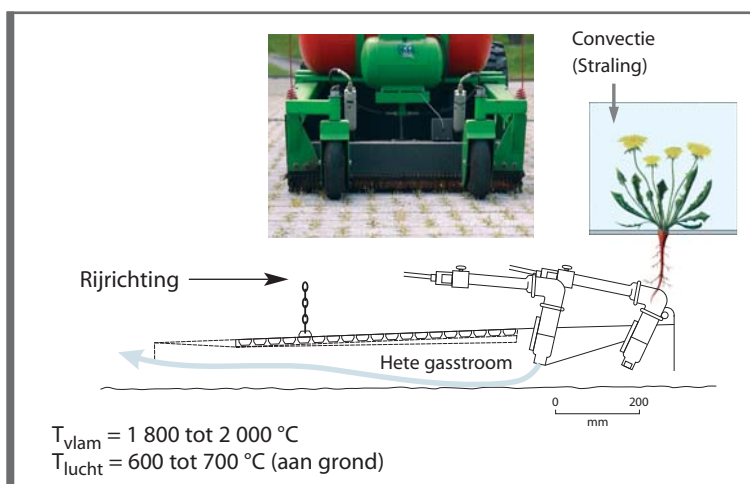 Convectie
(Straling)
Rijrichting
Hete gasstroom
0 200
mm
T_vlam = 1 800 tot 2 000 °C
T_lucht = 600 tot 700 °C (aan grond)